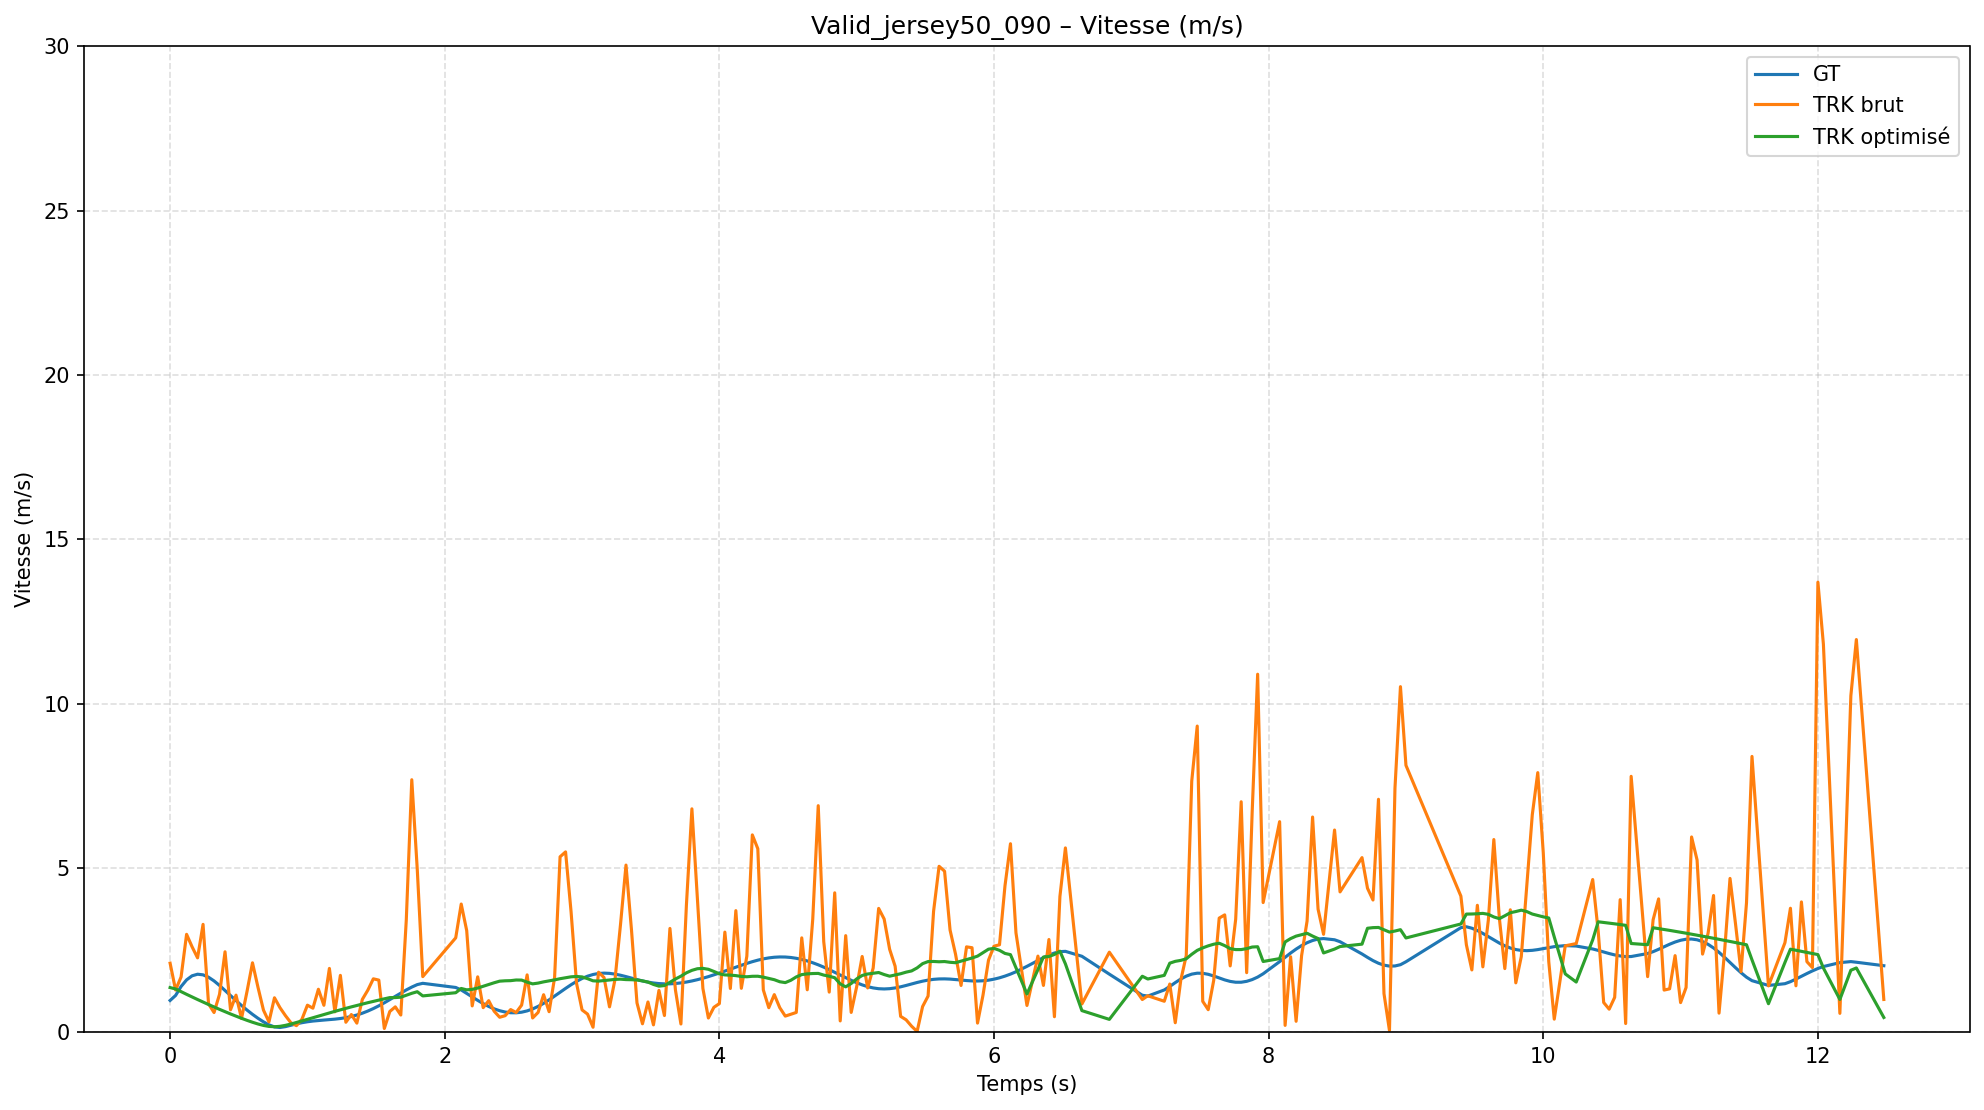 Valid_jersey50_090 – Vitesse (m/s)
30
25
20
15
10
5
0
Vitesse (m/s)
GT
TRK brut
TRK optimisé
0 2 4 6 8 10 12
Temps (s)